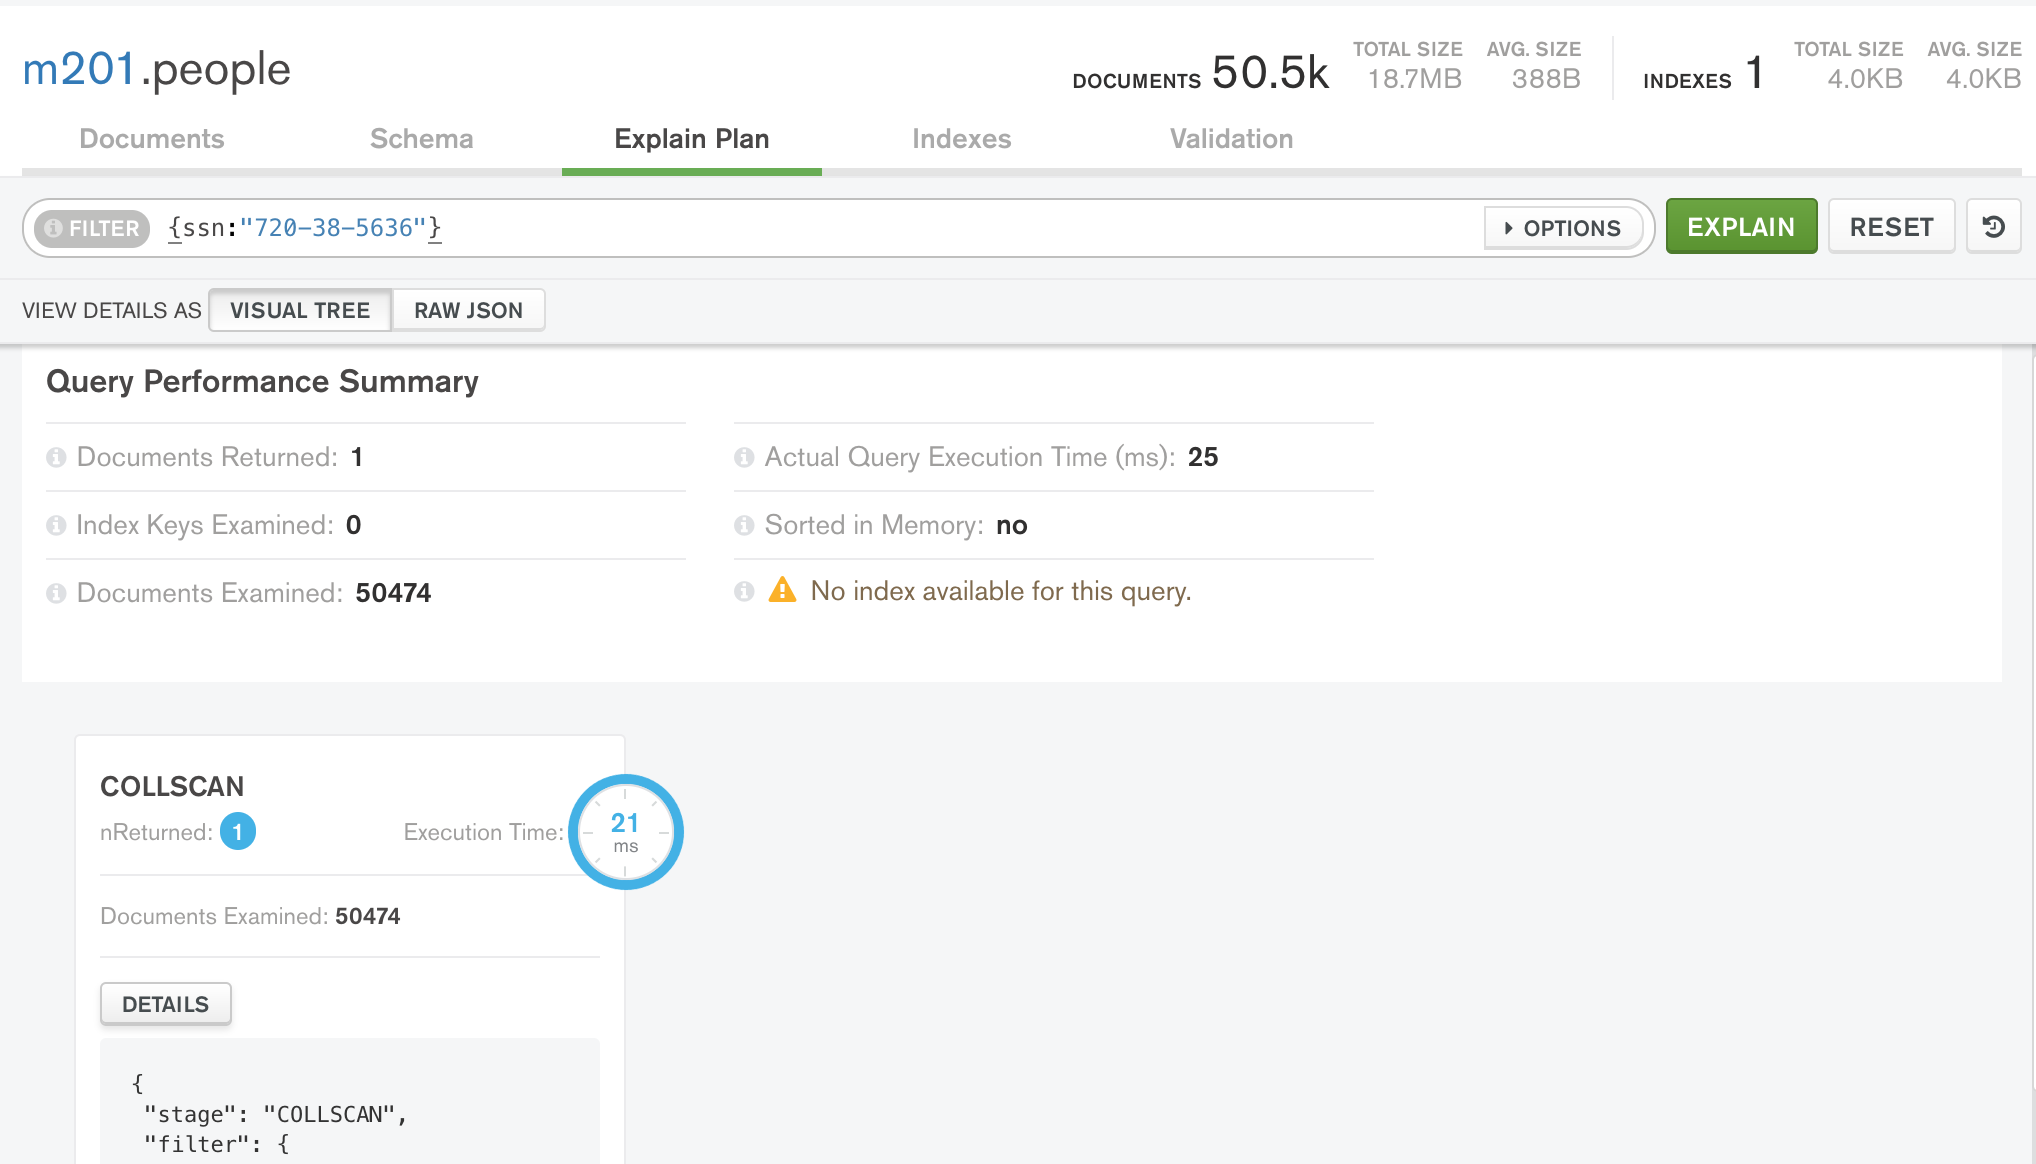 m201.people
DOCUMENTS 50.5k TOTAL SIZE 18.7MB AVG. SIZE 388B INDEXES 1 TOTAL SIZE 4.0KB AVG. SIZE 4.0KB
Documents Schema Explain Plan Indexes Validation
FILTER {ssn:"720-38-5636"} OPTIONS EXPLAIN RESET
VIEW DETAILS AS VISUAL TREE RAW JSON
Query Performance Summary
Documents Returned: 1
Index Keys Examined: 0
Documents Examined: 50474
Actual Query Execution Time (ms): 25
Sorted in Memory: no
No index available for this query.
COLLSCAN
nReturned: 1 Execution Time: 21 ms
Documents Examined: 50474
DETAILS
{
"stage": "COLLSCAN",
"filter": {